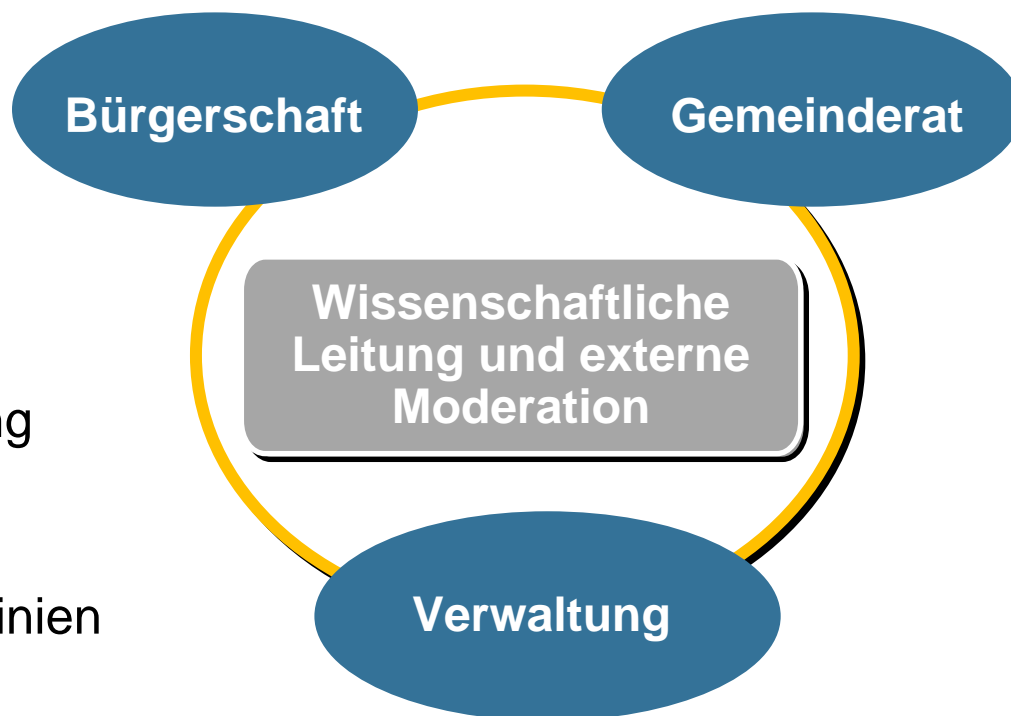 Bürgerschaft
Gemeinderat
Wissenschaftliche
Leitung und externe
Moderation
Verwaltung